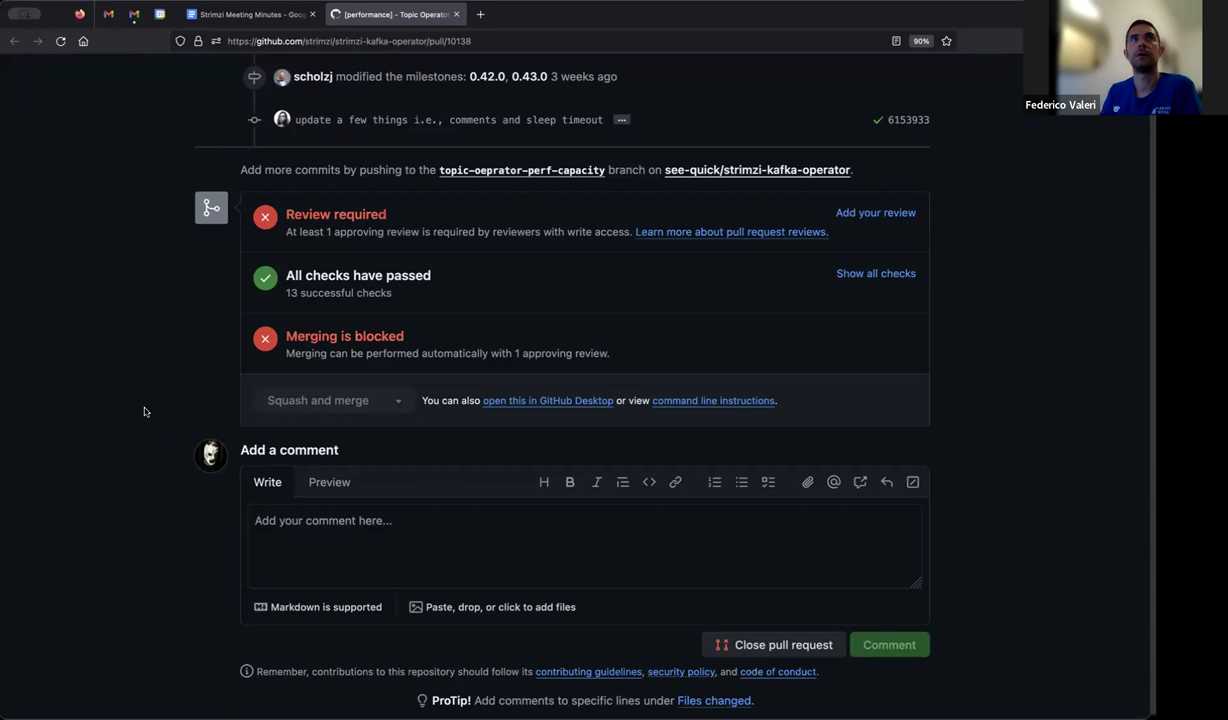 Strimzi Meeting Minutes - Goog
[performance] - Topic Operator
https://github.com/strimzi/strimzi-kafka-operator/pull/10138
90%
Federico Valeri
scholzj modified the milestones: 0.42.0, 0.43.0 3 weeks ago
update a few things i.e., comments and sleep timeout
6153933
Add more commits by pushing to the topic-oeprator-perf-capacity branch on see-quick/strimzi-kafka-operator.
Review required
Add your review
At least 1 approving review is required by reviewers with write access. Learn more about pull request reviews.
All checks have passed
Show all checks
13 successful checks
Merging is blocked
Merging can be performed automatically with 1 approving review.
Squash and merge
You can also open this in GitHub Desktop or view command line instructions.
Add a comment
Write
Preview
Add your comment here...
Markdown is supported
Paste, drop, or click to add files
Close pull request
Comment
Remember, contributions to this repository should follow its contributing guidelines, security policy, and code of conduct.
ProTip! Add comments to specific lines under Files changed.